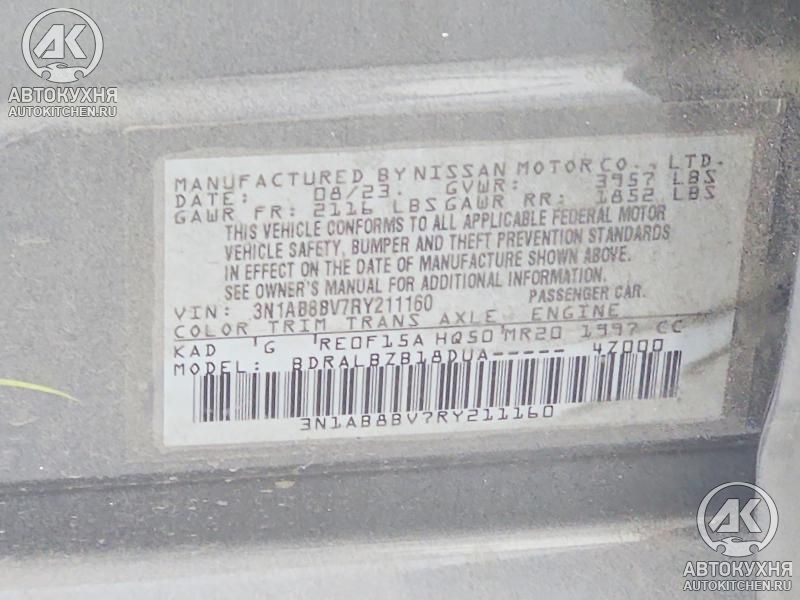 АК
АВТОКУХНЯ
AUTOKITCHEN.RU
MANUFACTURED BY NISSAN MOTOR CO., LTD.
DATE: 08/23. GVWR: 3957 LBS
GAWR FR: 2116 LBS GAWR RR: 1852 LBS
THIS VEHICLE CONFORMS TO ALL APPLICABLE FEDERAL MOTOR
VEHICLE SAFETY, BUMPER AND THEFT PREVENTION STANDARDS
IN EFFECT ON THE DATE OF MANUFACTURE SHOWN ABOVE.
SEE OWNER'S MANUAL FOR ADDITIONAL INFORMATION.
VIN: 3N1AB8BV7RY211160 PASSENGER CAR.
COLOR TRIM TRANS AXLE ENGINE
KAD G RE0F15A HQ50 MR20 1997 CC
MODEL: BDRALBZB18DUA----- 4Z000
3N1AB8BV7RY211160
АК
АВТОКУХНЯ
AUTOKITCHEN.RU